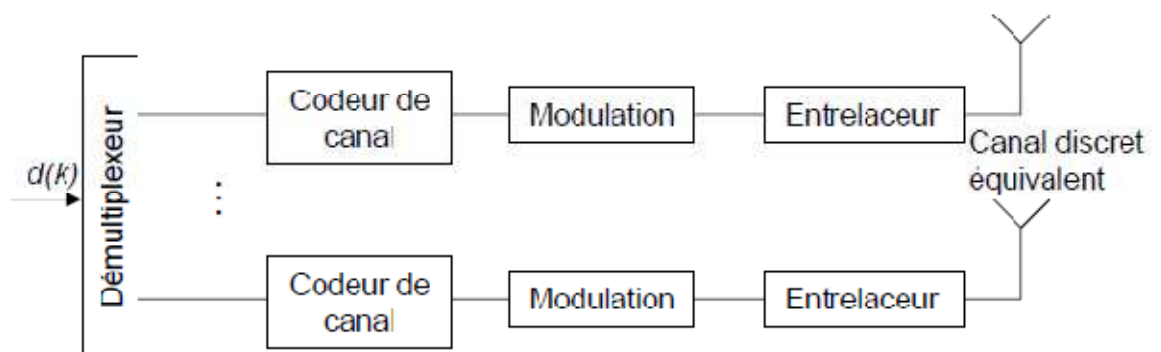 d(k)
Démultiplexeur
Codeur de
canal
Modulation
Entrelaceur
Canal discret
équivalent
Codeur de
canal
Modulation
Entrelaceur